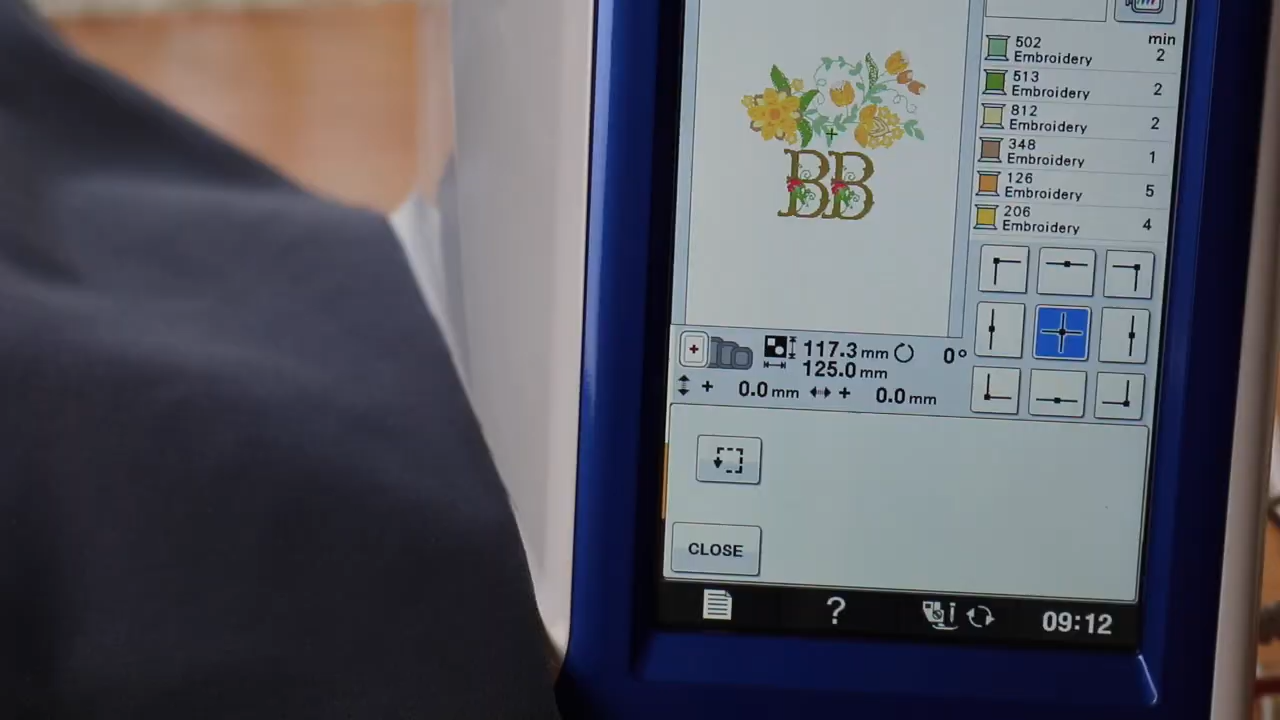 min
502
Embroidery 2
513
Embroidery 2
812
Embroidery 2
348
Embroidery 1
126
Embroidery 5
206
Embroidery 4
BB
117.3 mm 0°
125.0 mm
+ 0.0 mm + 0.0 mm
CLOSE
? 09:12